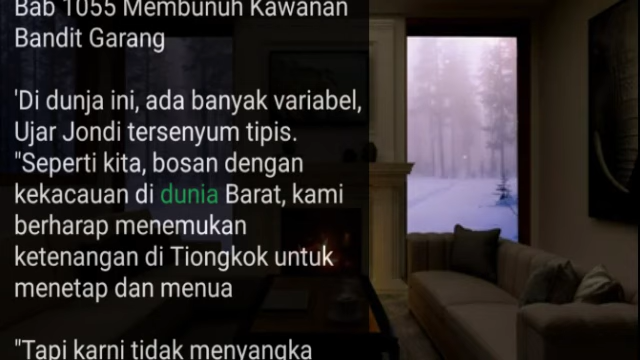 Bab 1055 Membunuh Kawanan
Bandit Garang
'Di dunja ini, ada banyak variabel,
Ujar Jondi tersenyum tipis.
"Seperti kita, bosan dengan
kekacauan di dunia Barat, kami
berharap menemukan
ketenangan di Tiongkok untuk
menetap dan menua
"Tapi karni tidak menyangka